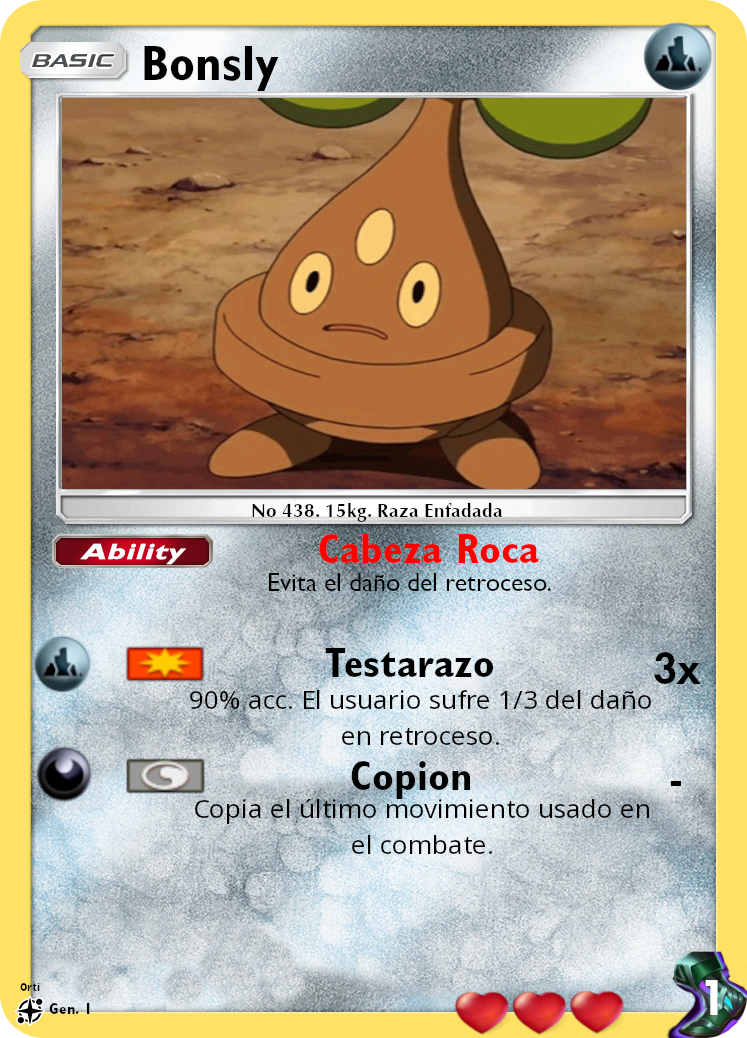 BASIC
Bonsly
No 438. 15kg. Raza Enfadada
Ability
Cabeza Roca
Evita el daño del retroceso.
Testarazo
3x
90% acc. El usuario sufre 1/3 del daño
en retroceso.
Copion
-
Copia el último movimiento usado en
el combate.
Orti
Gen. I
1